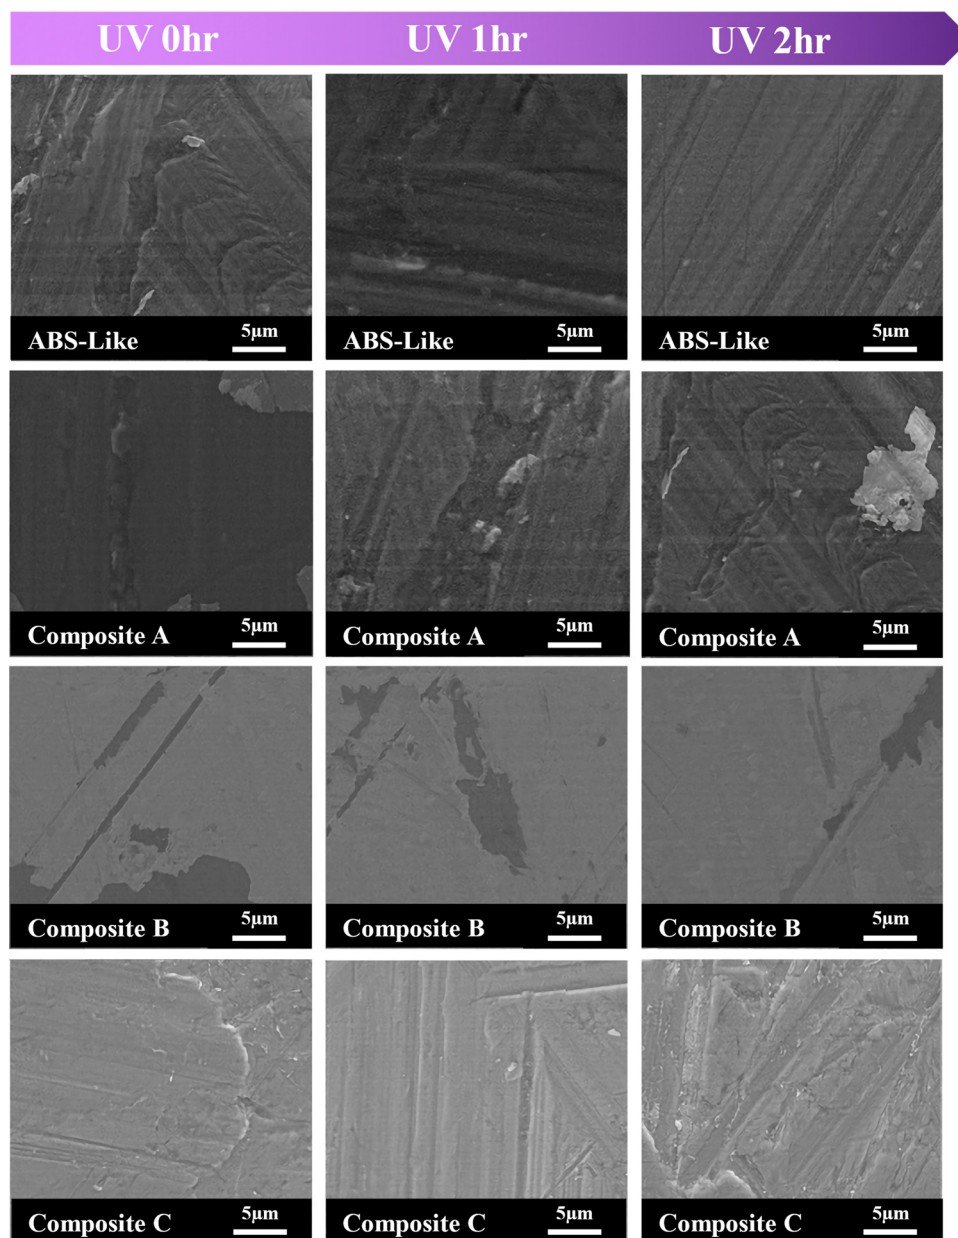 UV 0hr UV 1hr UV 2hr
ABS-Like 5μm ABS-Like 5μm ABS-Like 5μm
Composite A 5μm Composite A 5μm Composite A 5μm
Composite B 5μm Composite B 5μm Composite B 5μm
Composite C 5μm Composite C 5μm Composite C 5μm